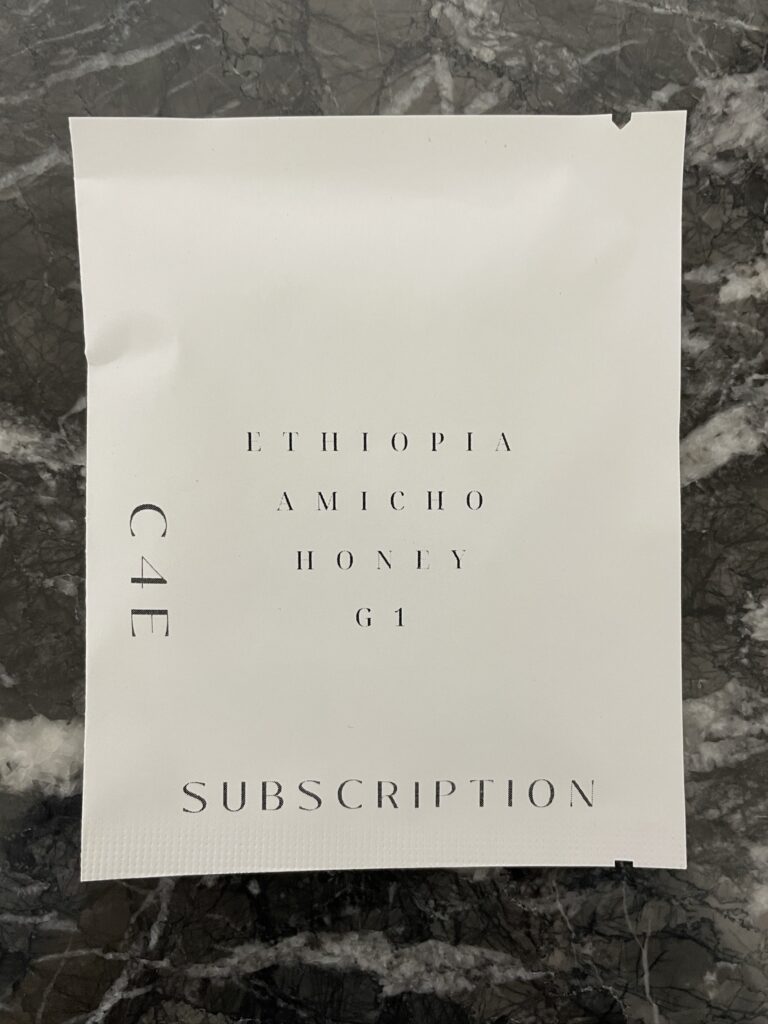 ETHIOPIA
AMICHO
HONEY
G1
C4E
SUBSCRIPTION